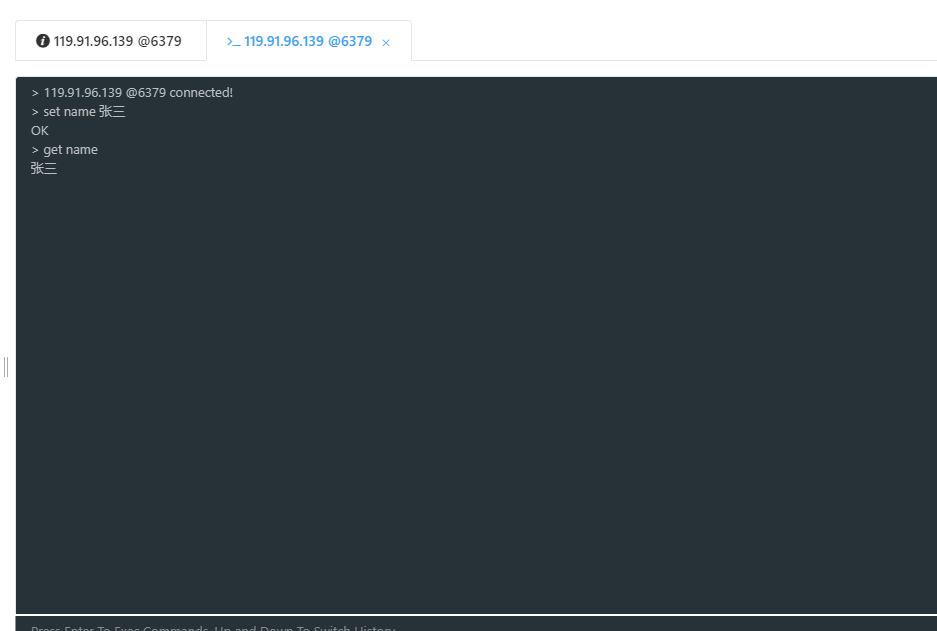 119.91.96.139 @6379
>_ 119.91.96.139 @6379 ×
> 119.91.96.139 @6379 connected!
> set name 张三
OK
> get name
张三
Press Enter To Exec Commands, Up and Down To Switch History